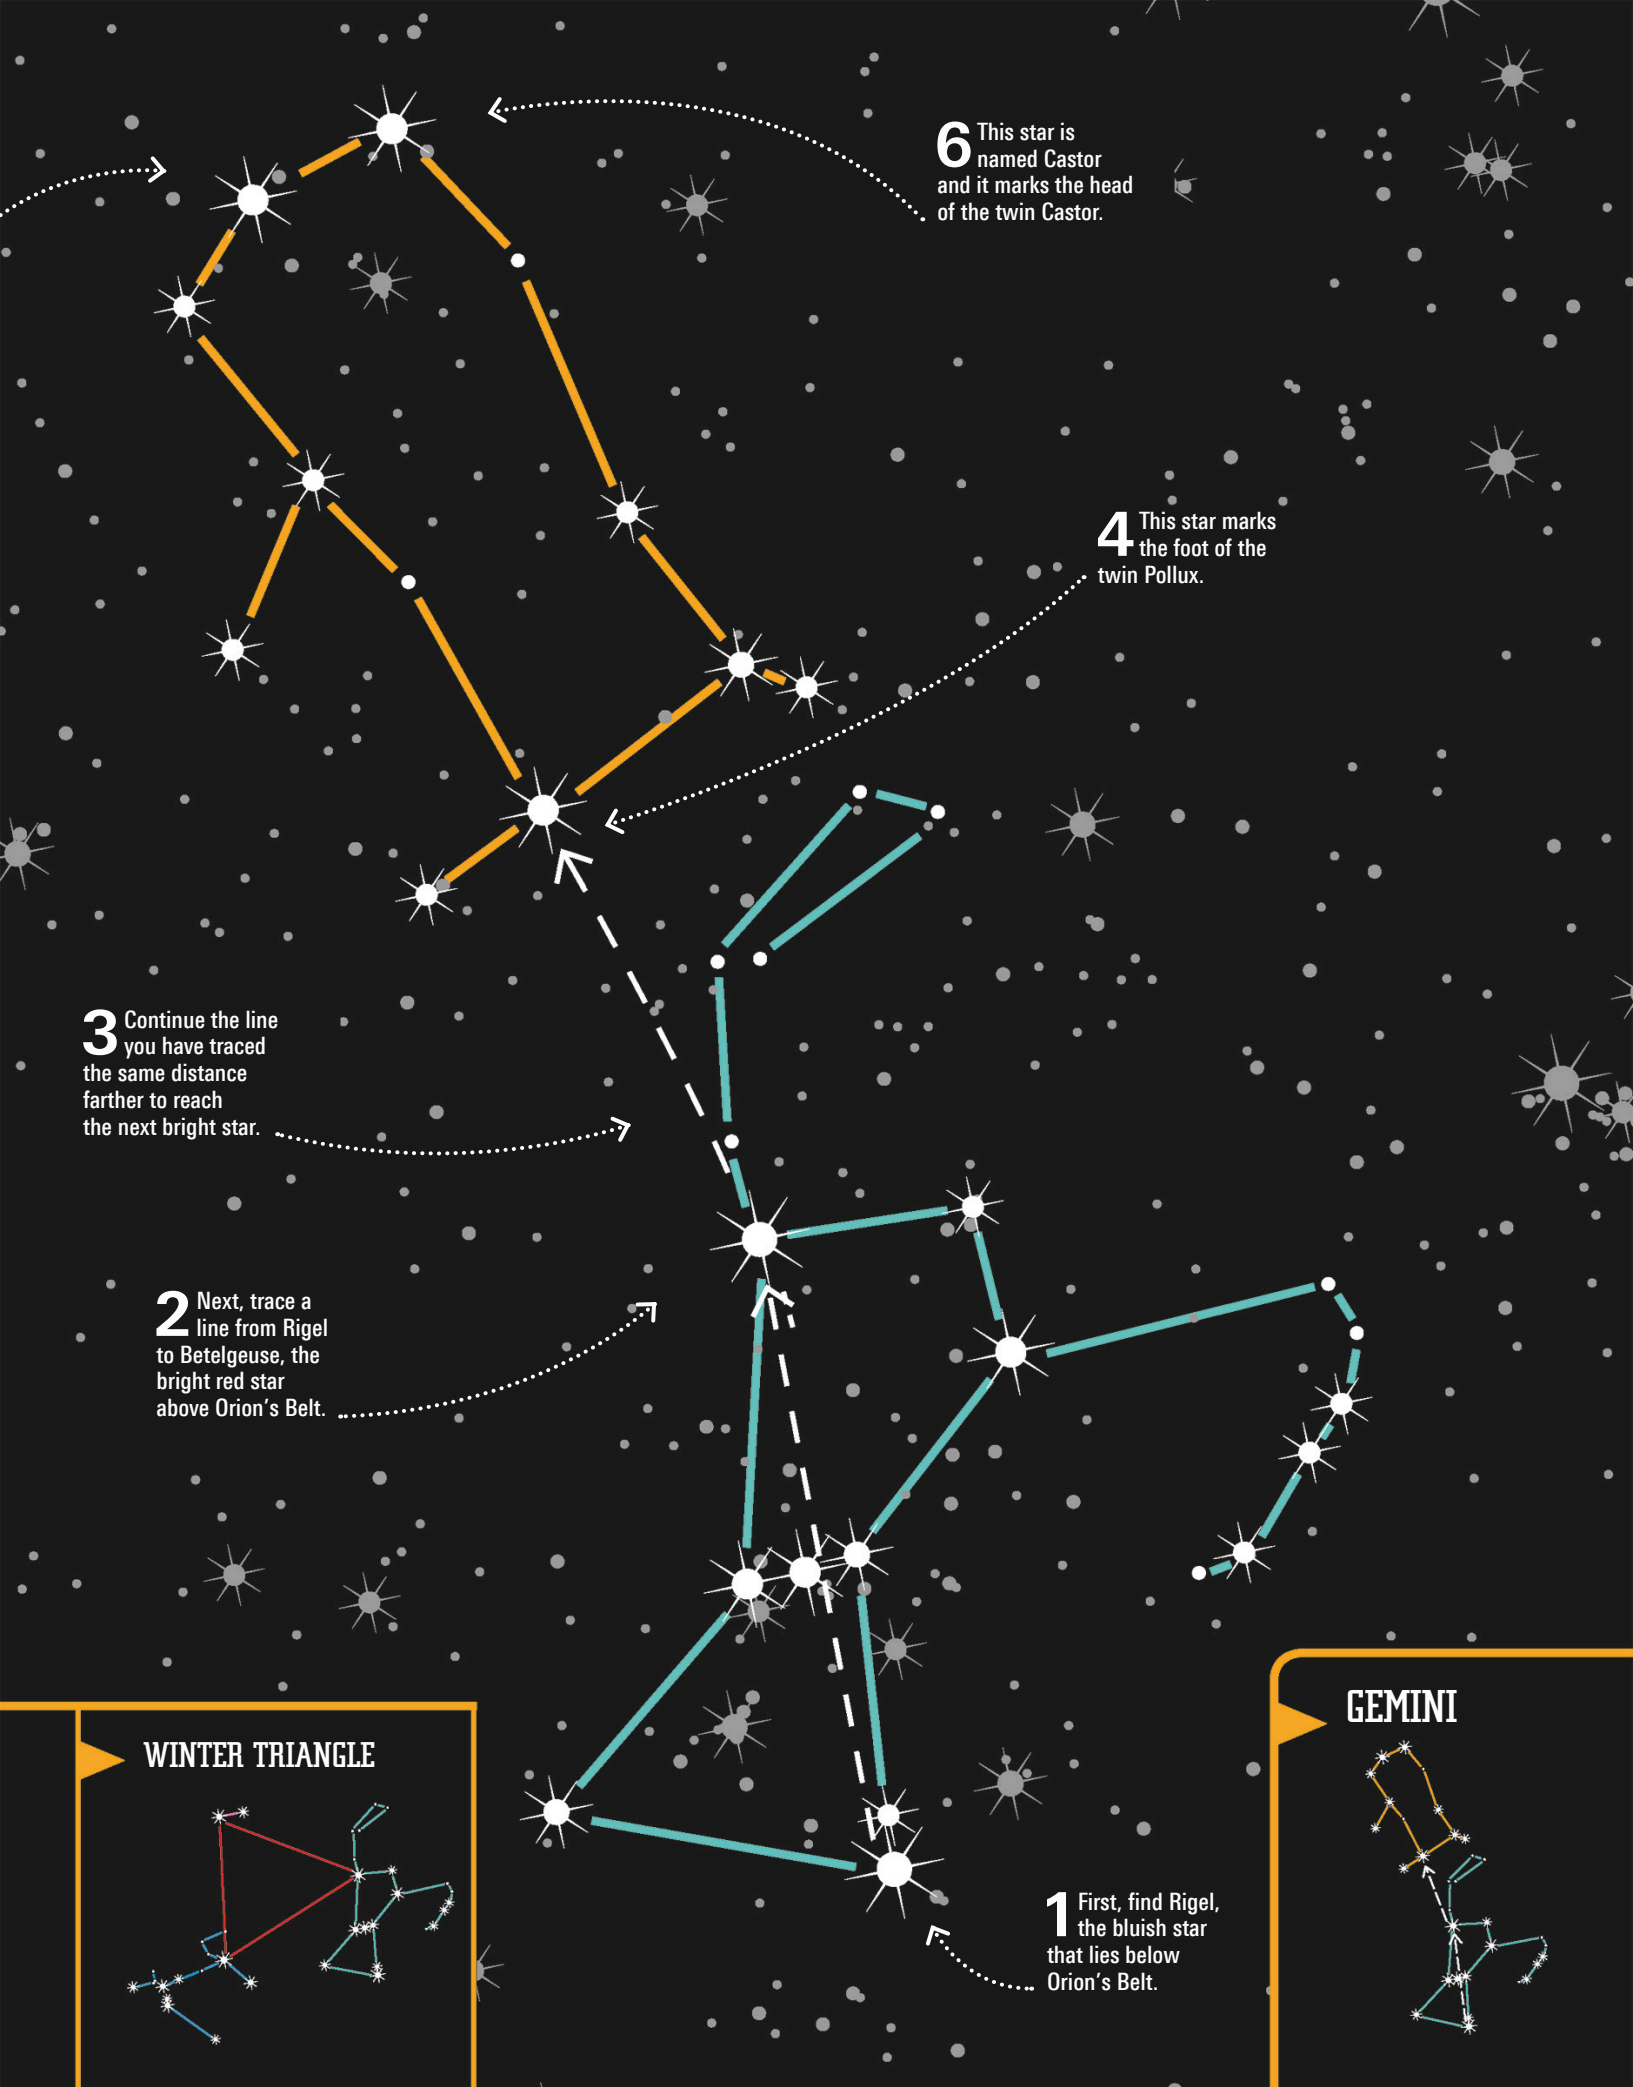 6 This star is
named Castor
and it marks the head
of the twin Castor.
4 This star marks
the foot of the
twin Pollux.
3 Continue the line
you have traced
the same distance
farther to reach
the next bright star.
2 Next, trace a
line from Rigel
to Betelgeuse, the
bright red star
above Orion’s Belt.
1 First, find Rigel,
the bluish star
that lies below
Orion’s Belt.
WINTER TRIANGLE
GEMINI